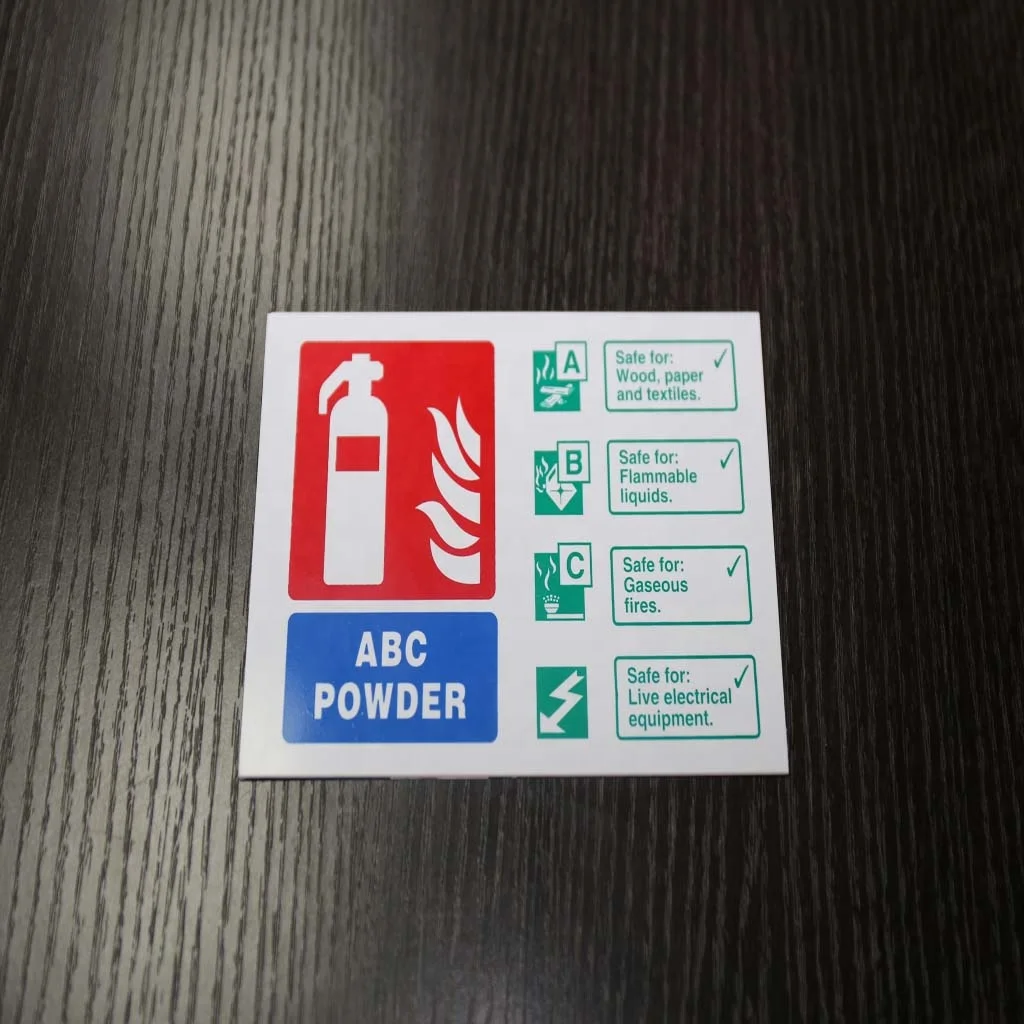 ABC
POWDER
A
Safe for:
Wood, paper
and textiles.
B
Safe for:
Flammable
liquids.
C
Safe for:
Gaseous
fires.
Safe for:
Live electrical
equipment.